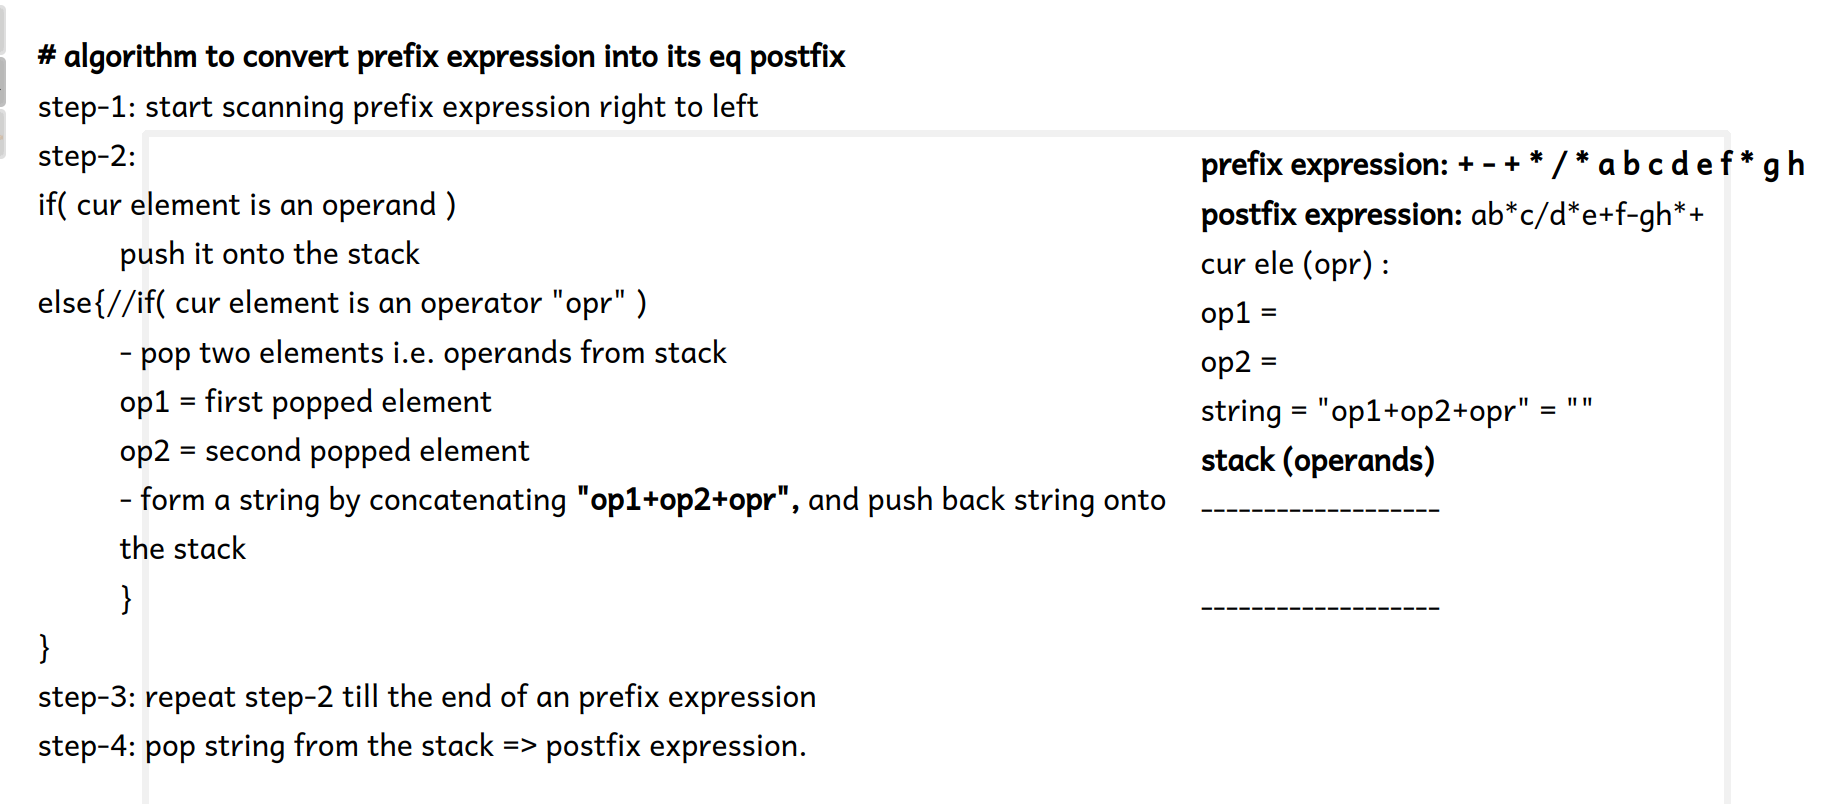 # algorithm to convert prefix expression into its eq postfix
step-1: start scanning prefix expression right to left
step-2:
if( cur element is an operand )
push it onto the stack
else{//if( cur element is an operator "opr" )
- pop two elements i.e. operands from stack
op1 = first popped element
op2 = second popped element
- form a string by concatenating "op1+op2+opr", and push back string onto
the stack
}
}
step-3: repeat step-2 till the end of an prefix expression
step-4: pop string from the stack => postfix expression.
prefix expression: + - + * / * a b c d e f * g h
postfix expression: ab*c/d*e+f-gh*+
cur ele (opr) :
op1 =
op2 =
string = "op1+op2+opr" = ""
stack (operands)
-------------------
-------------------